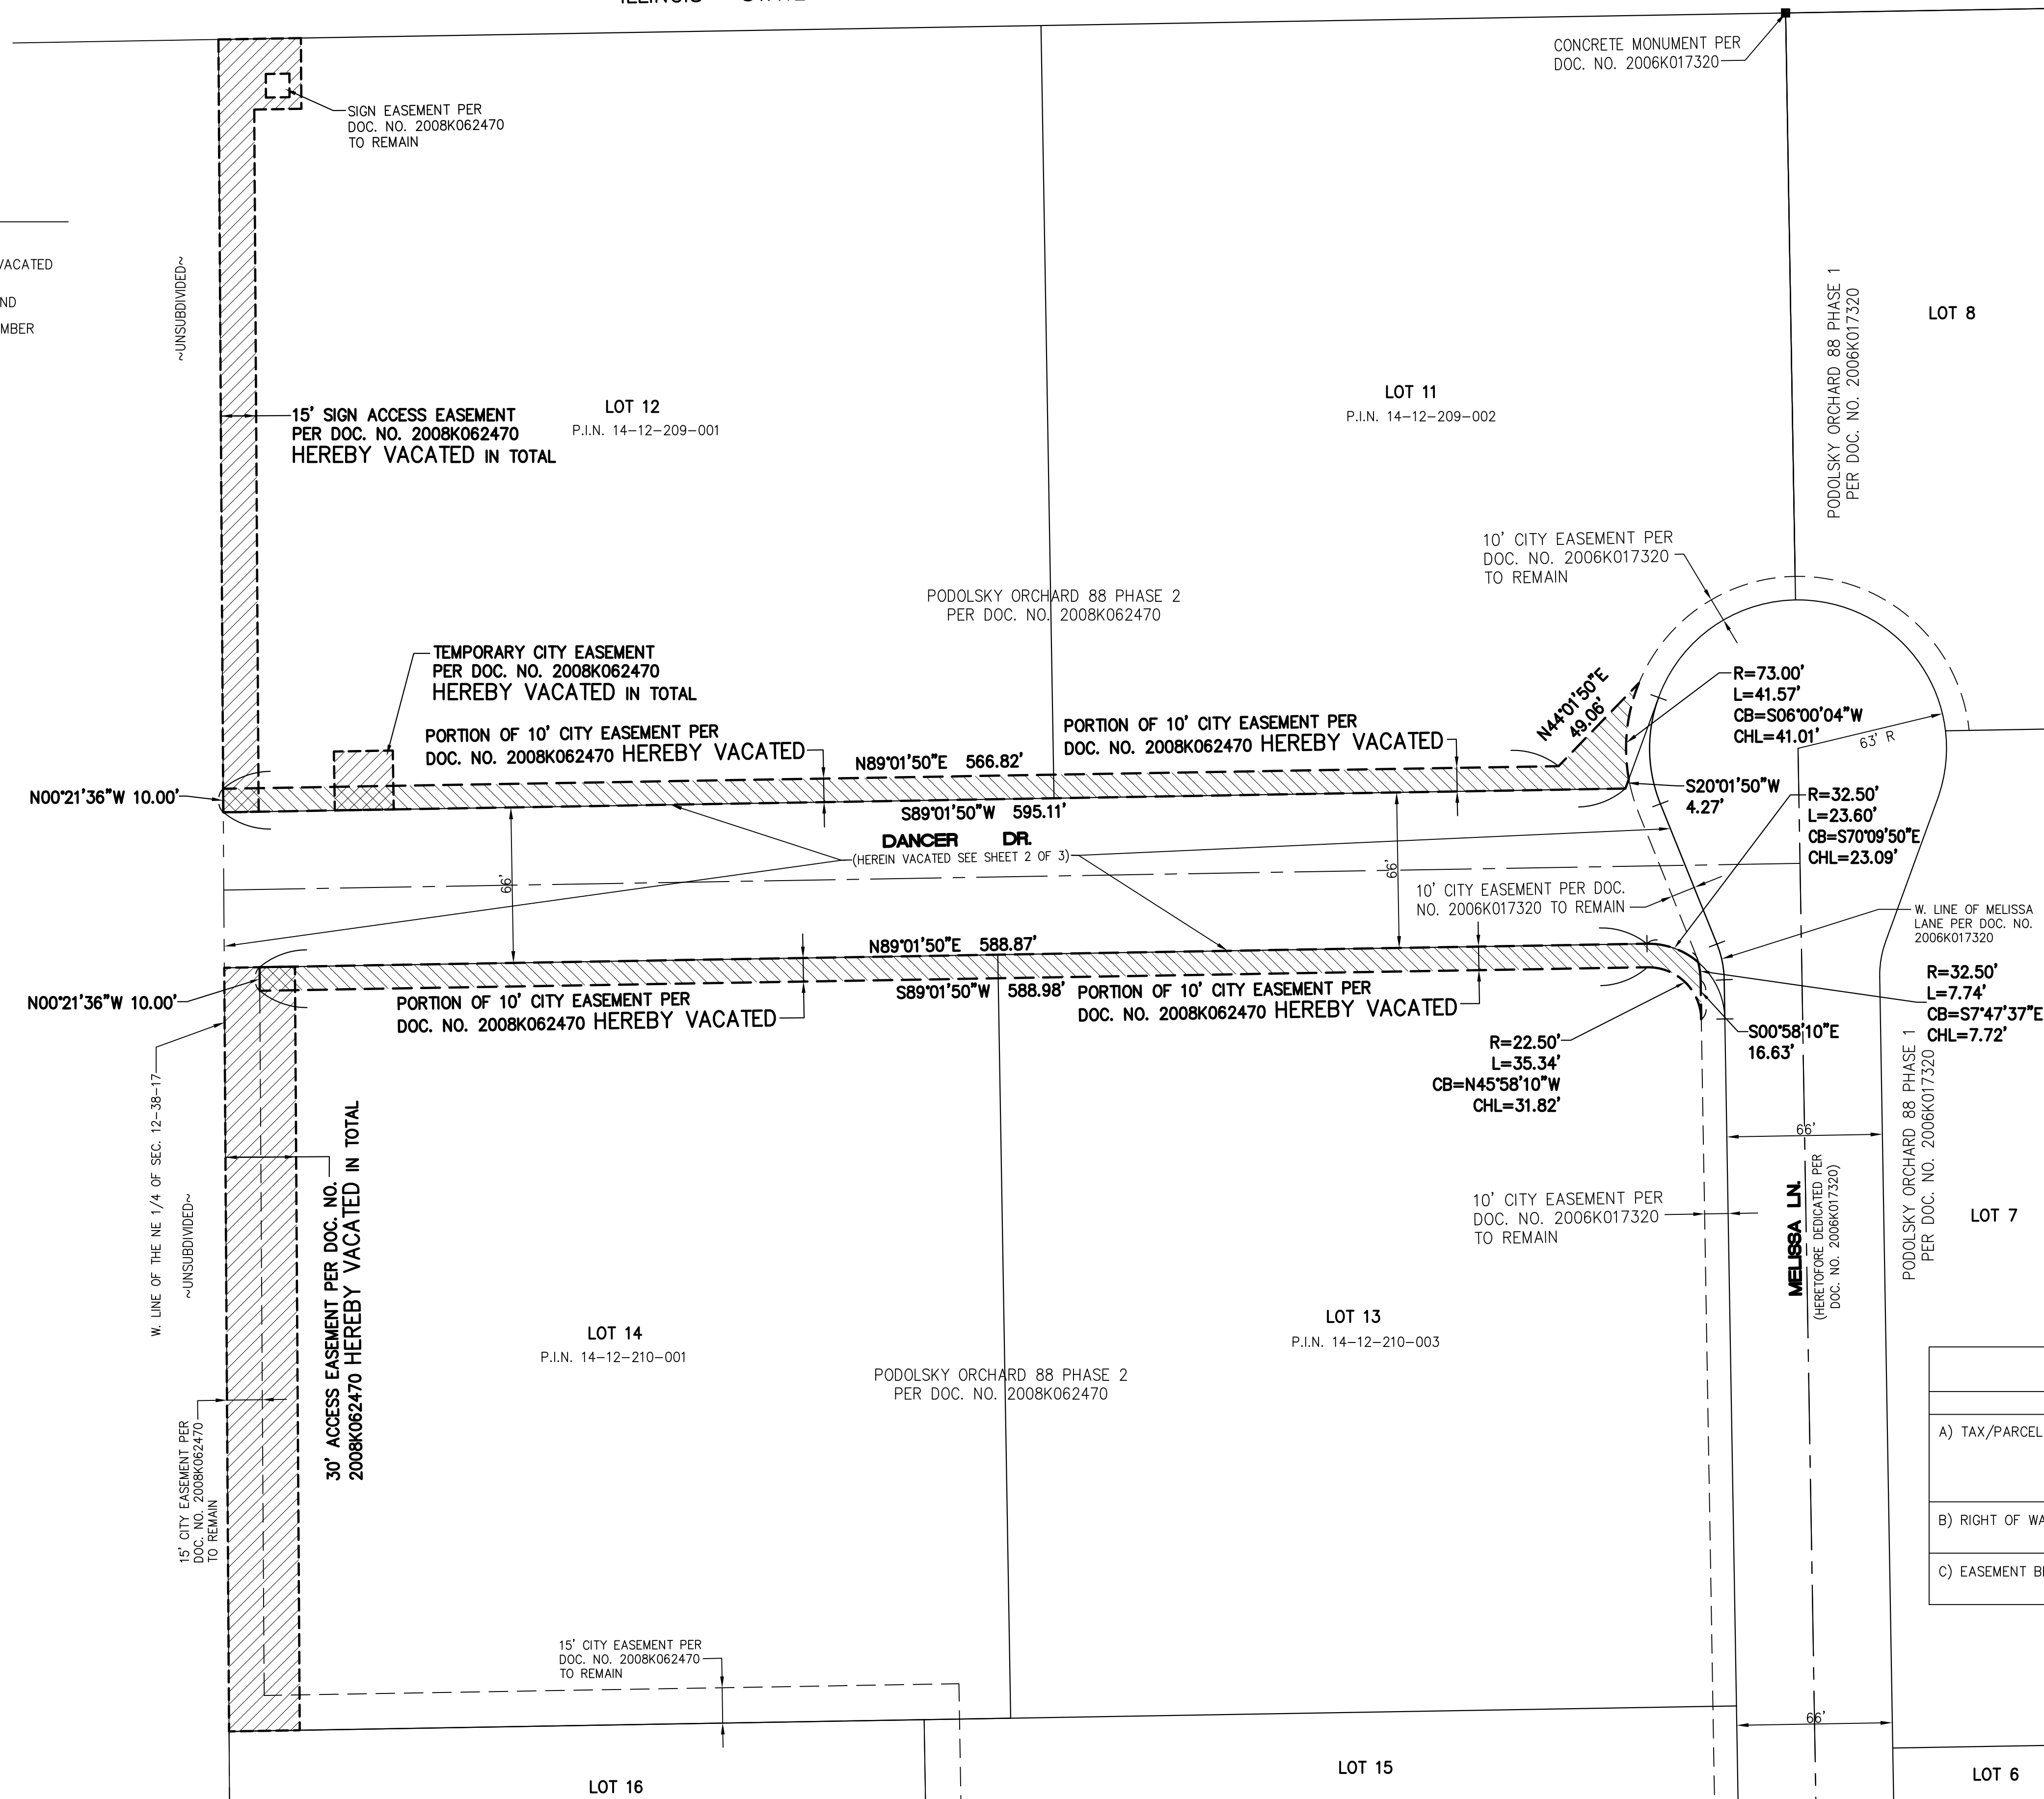 CONCRETE MONUMENT PER
DOC. NO. 2006K017320
SIGN EASEMENT PER
DOC. NO. 2008K062470
TO REMAIN
VACATED
ND
MBER
~UNSUBDIVIDED~
PODOLSKY ORCHARD 88 PHASE 1
PER DOC. NO. 2006K017320
LOT 8
15' SIGN ACCESS EASEMENT
PER DOC. NO. 2008K062470
HEREBY VACATED IN TOTAL
LOT 12
P.I.N. 14-12-209-001
LOT 11
P.I.N. 14-12-209-002
10' CITY EASEMENT PER
DOC. NO. 2006K017320
TO REMAIN
PODOLSKY ORCHARD 88 PHASE 2
PER DOC. NO. 2008K062470
TEMPORARY CITY EASEMENT
PER DOC. NO. 2008K062470
HEREBY VACATED IN TOTAL
PORTION OF 10' CITY EASEMENT PER
DOC. NO. 2008K062470 HEREBY VACATED
PORTION OF 10' CITY EASEMENT PER
DOC. NO. 2008K062470 HEREBY VACATED
N44°01'50"E
49.06'
R=73.00'
L=41.57'
CB=S06°00'04"W
CHL=41.01'
63' R
N89°01'50"E 566.82'
N00°21'36"W 10.00'
S20°01'50"W
4.27'
R=32.50'
L=23.60'
CB=S70°09'50"E
CHL=23.09'
S89°01'50"W 595.11'
DANCER DR.
(HEREIN VACATED SEE SHEET 2 OF 3)
66'
66'
10' CITY EASEMENT PER DOC.
NO. 2006K017320 TO REMAIN
W. LINE OF MELISSA
LANE PER DOC. NO.
2006K017320
N89°01'50"E 588.87'
N00°21'36"W 10.00'
S89°01'50"W 588.98'
PORTION OF 10' CITY EASEMENT PER
DOC. NO. 2008K062470 HEREBY VACATED
PORTION OF 10' CITY EASEMENT PER
DOC. NO. 2008K062470 HEREBY VACATED
R=32.50'
L=7.74'
CB=S7°47'37"E
CHL=7.72'
S00°58'10"E
16.63'
R=22.50'
L=35.34'
CB=N45°58'10"W
CHL=31.82'
W. LINE OF THE NE 1/4 OF SEC. 12-38-17
~UNSUBDIVIDED~
30' ACCESS EASEMENT PER DOC. NO.
2008K062470 HEREBY VACATED IN TOTAL
PODOLSKY ORCHARD 88 PHASE 1
PER DOC. NO. 2006K017320
66'
MELISSA LN.
(HERETOFORE DEDICATED PER
DOC. NO. 2006K017320)
10' CITY EASEMENT PER
DOC. NO. 2006K017320
TO REMAIN
LOT 7
LOT 14
P.I.N. 14-12-210-001
LOT 13
P.I.N. 14-12-210-003
PODOLSKY ORCHARD 88 PHASE 2
PER DOC. NO. 2008K062470
15' CITY EASEMENT PER
DOC. NO. 2008K062470
TO REMAIN
A) TAX/PARCEL
B) RIGHT OF WA
C) EASEMENT B
15' CITY EASEMENT PER
DOC. NO. 2008K062470
TO REMAIN
66'
LOT 16
LOT 15
LOT 6